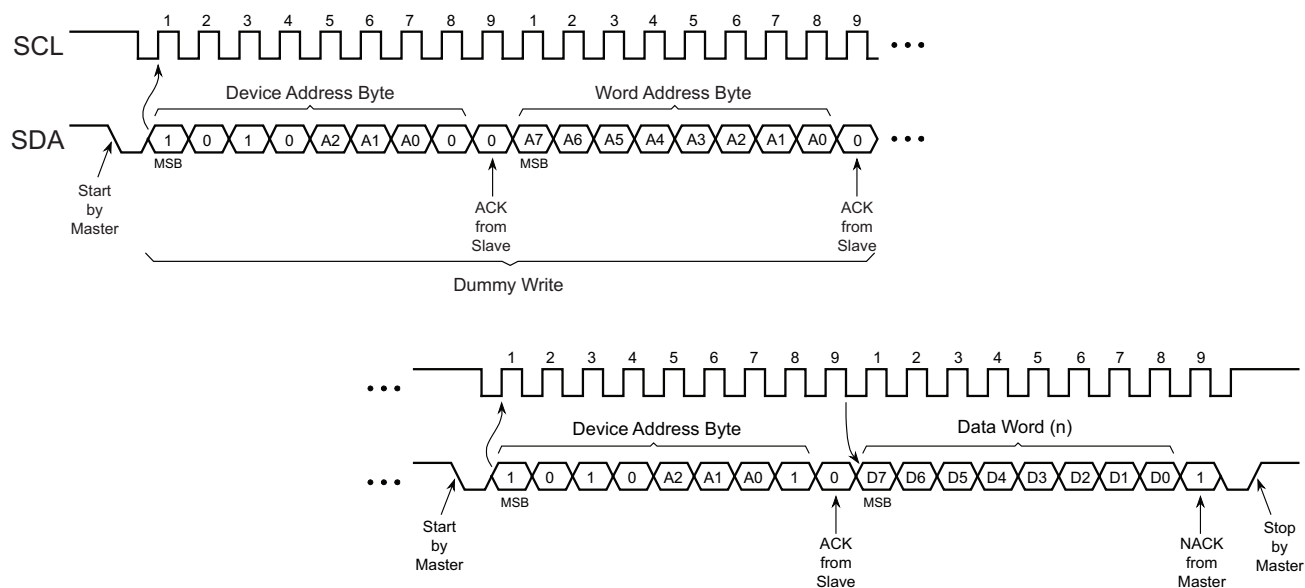 1 2 3 4 5 6 7 8 9 1 2 3 4 5 6 7 8 9
SCL
Device Address Byte Word Address Byte
SDA 1 0 1 0 A2 A1 A0 0 0 A7 A6 A5 A4 A3 A2 A1 A0 0
MSB MSB
Start
by
Master
ACK
from
Slave
ACK
from
Slave
Dummy Write
1 2 3 4 5 6 7 8 9 1 2 3 4 5 6 7 8 9
Device Address Byte Data Word (n)
1 0 1 0 A2 A1 A0 1 0 D7 D6 D5 D4 D3 D2 D1 D0 1
MSB MSB
Start
by
Master
ACK
from
Slave
NACK
from
Master
Stop
by
Master